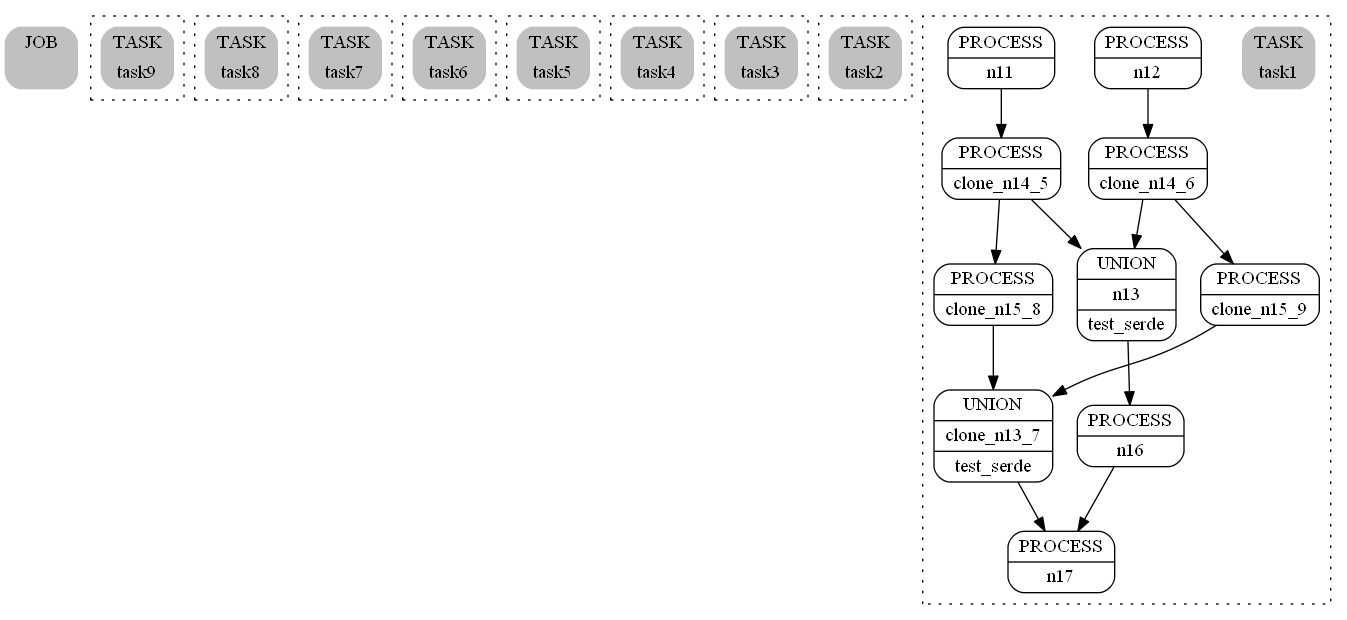 JOB
TASK
task9
TASK
task8
TASK
task7
TASK
task6
TASK
task5
TASK
task4
TASK
task3
TASK
task2
PROCESS
n11
PROCESS
n12
TASK
task1
PROCESS
clone_n14_5
PROCESS
clone_n14_6
PROCESS
clone_n15_8
UNION
n13
test_serde
PROCESS
clone_n15_9
UNION
clone_n13_7
test_serde
PROCESS
n16
PROCESS
n17